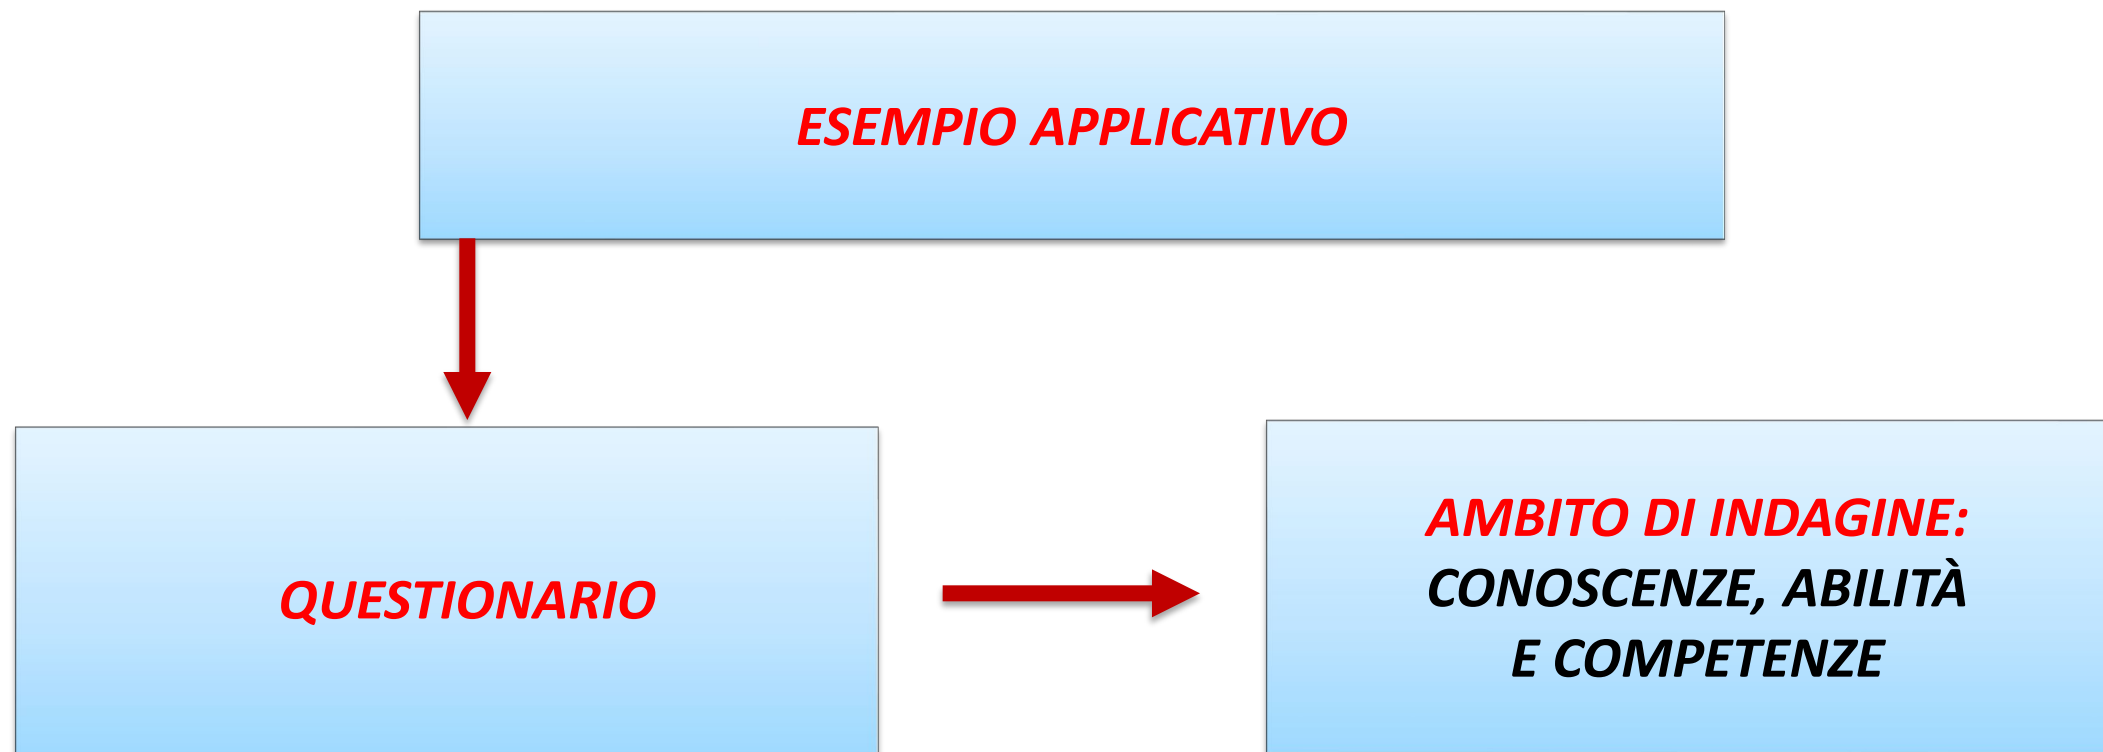 ESEMPIO APPLICATIVO
QUESTIONARIO
AMBITO DI INDAGINE:
CONOSCENZE, ABILITÀ
E COMPETENZE